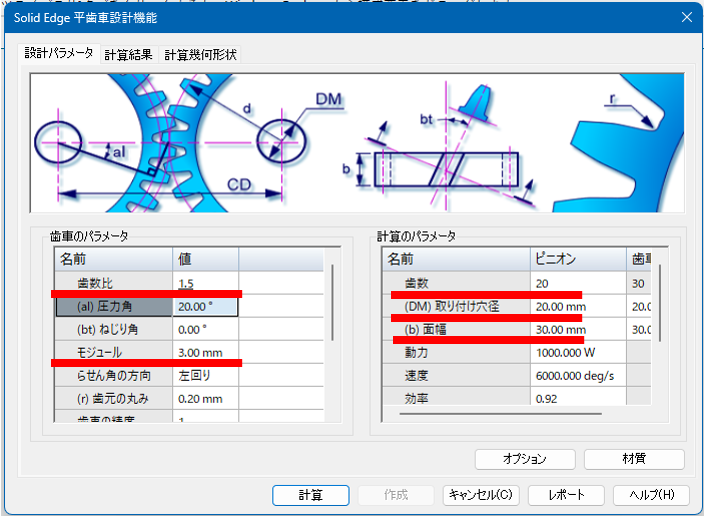 Solid Edge 平歯車設計機能
設計パラメータ 計算結果 計算幾何形状
d DM r
bt
al b
CD
歯車のパラメータ
名前 値
歯数比 1.5
(al) 圧力角 20.00 °
(bt) ねじり角 0.00 °
モジュール 3.00 mm
らせん角の方向 左回り
(r) 歯元の丸み 0.20 mm
歯車の精度 1
計算のパラメータ
名前 ピニオン
歯数 20 30
(DM) 取り付け穴径 20.00 mm 20.0
(b) 面幅 30.00 mm 30.0
動力 1000.000 W
速度 6000.000 deg/s
効率 0.92
オプション 材質
計算 作成 キャンセル(C) レポート ヘルプ(H)